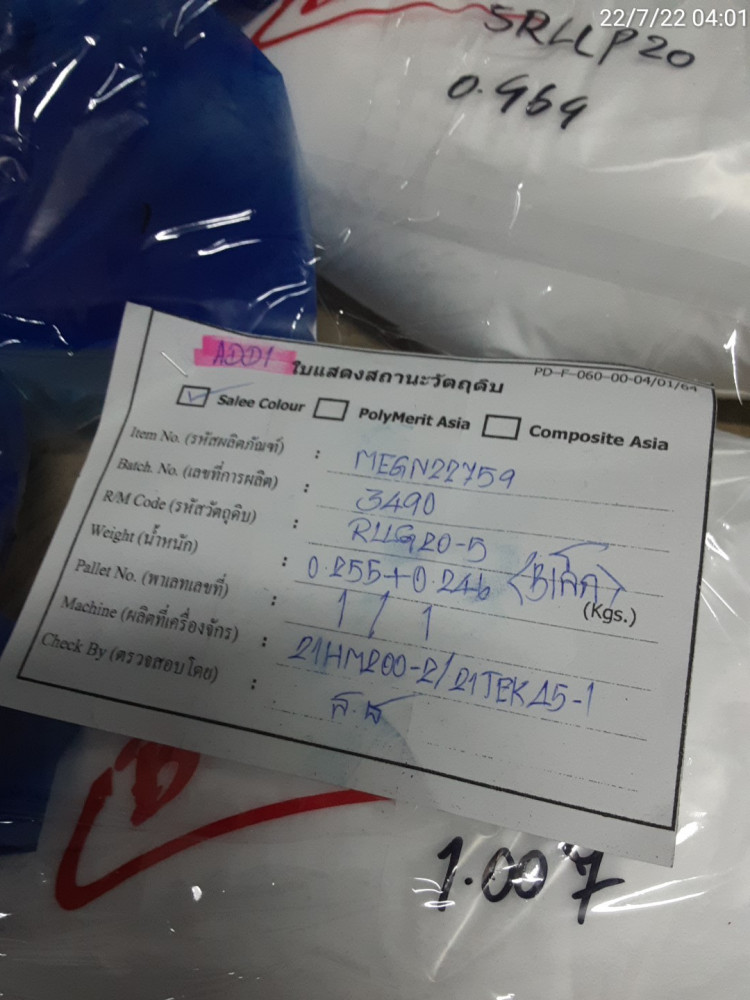 22/7/22 04:01
SRLLP20
0.969
ADD1
ใบแสดงสถานะวัตถุดิบ
PD-F-060-00-04/01/64
Salee Colour PolyMerit Asia Composite Asia
Item No. (รหัสผลิตภัณฑ์) : MEGN22759
Batch. No. (เลขที่การผลิต) : 3490
R/M Code (รหัสวัตถุดิบ) : RLLG20-5
Weight (น้ำหนัก) : 0.255+0.246 (Kgs.)
Pallet No. (พาเลทเลขที่) : 1 / 1
Machine (ผลิตที่เครื่องจักร) : 21HM200-2/21TEK45-1
Check By (ตรวจสอบโดย) :
B
1.007